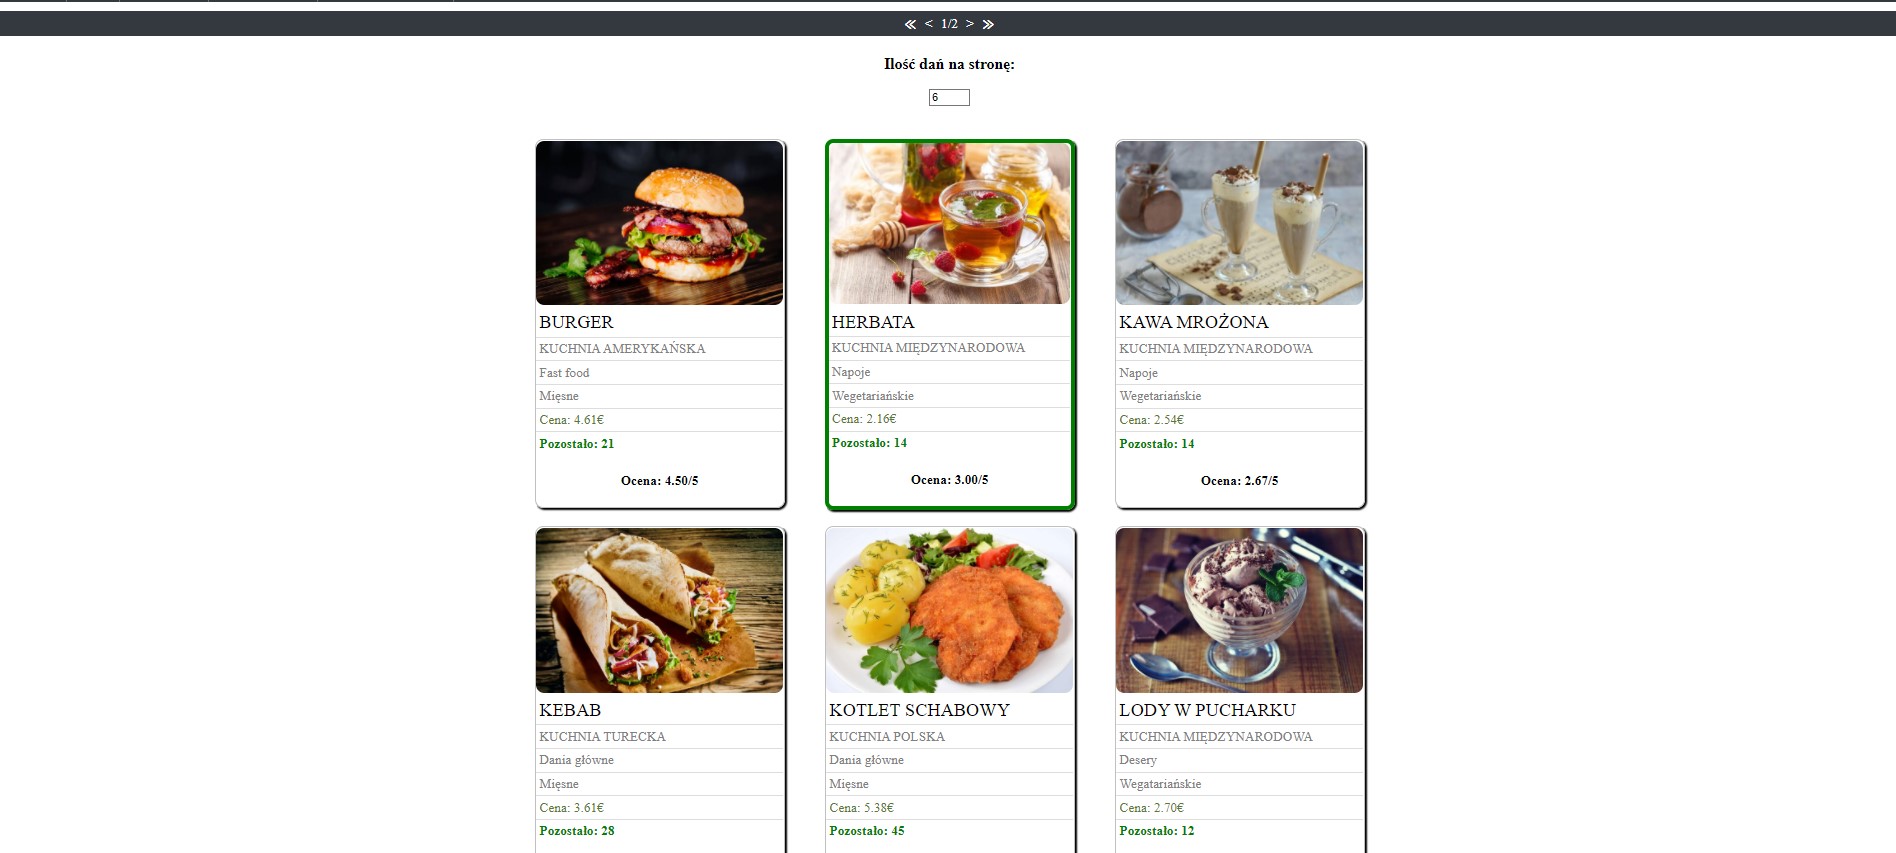 ≪ < 1/2 > ≫
Ilość dań na stronę:
6
BURGER
KUCHNIA AMERYKAŃSKA
Fast food
Mięsne
Cena: 4.61€
Pozostało: 21
Ocena: 4.50/5
HERBATA
KUCHNIA MIĘDZYNARODOWA
Napoje
Wegetariańskie
Cena: 2.16€
Pozostało: 14
Ocena: 3.00/5
KAWA MROŻONA
KUCHNIA MIĘDZYNARODOWA
Napoje
Wegetariańskie
Cena: 2.54€
Pozostało: 14
Ocena: 2.67/5
KEBAB
KUCHNIA TURECKA
Dania główne
Mięsne
Cena: 3.61€
Pozostało: 28
KOTLET SCHABOWY
KUCHNIA POLSKA
Dania główne
Mięsne
Cena: 5.38€
Pozostało: 45
LODY W PUCHARKU
KUCHNIA MIĘDZYNARODOWA
Desery
Wegatariańskie
Cena: 2.70€
Pozostało: 12